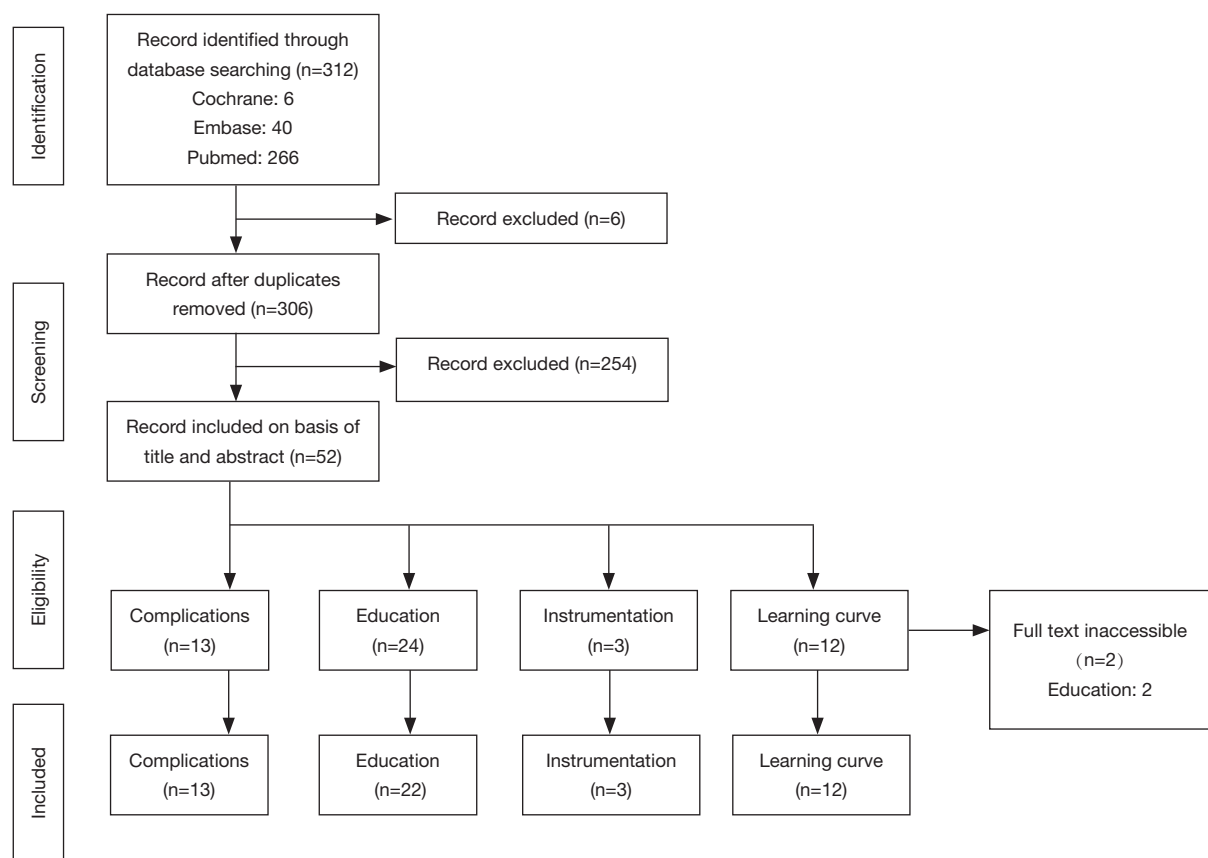 Identification
Record identified through
database searching (n=312)
Cochrane: 6
Embase: 40
Pubmed: 266
Record excluded (n=6)
Screening
Record after duplicates
removed (n=306)
Record excluded (n=254)
Record included on basis of
title and abstract (n=52)
Eligibility
Complications
(n=13)
Education
(n=24)
Instrumentation
(n=3)
Learning curve
(n=12)
Full text inaccessible
（n=2）
Education: 2
Included
Complications
(n=13)
Education
(n=22)
Instrumentation
(n=3)
Learning curve
(n=12)